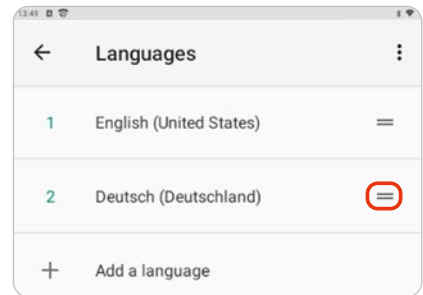 13:49
Languages
1 English (United States)
2 Deutsch (Deutschland)
+ Add a language